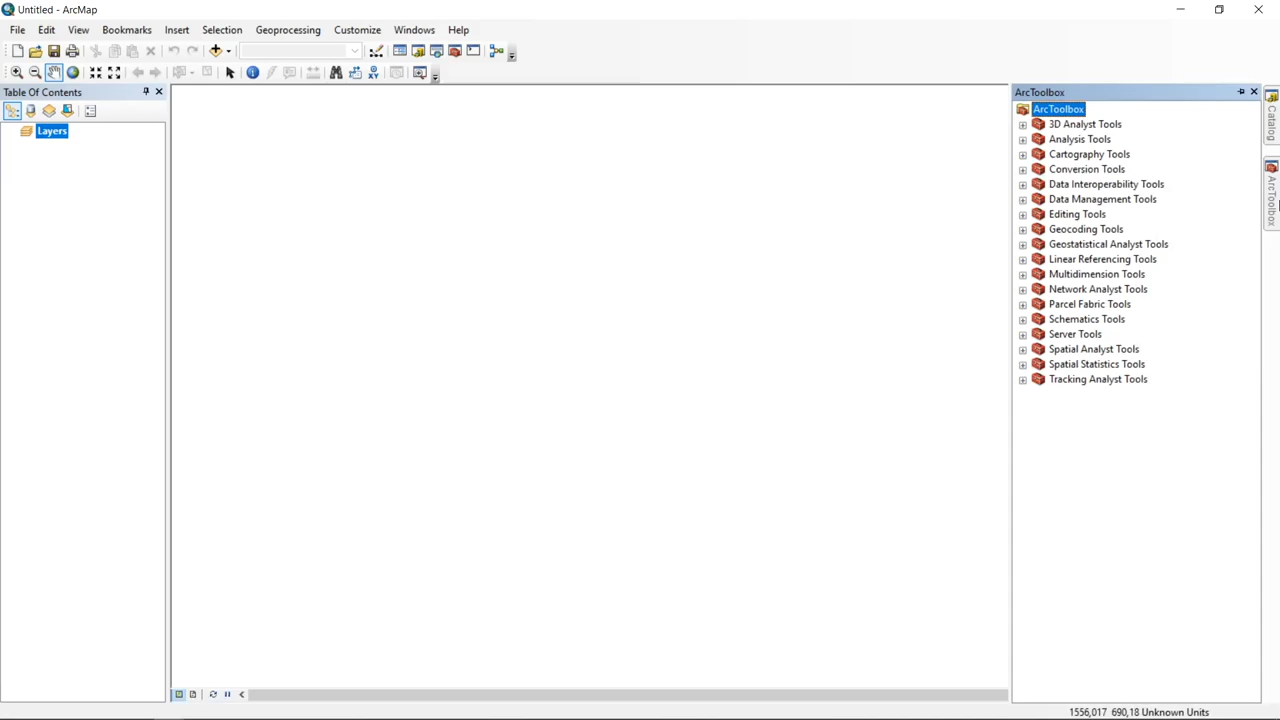 Untitled - ArcMap
File Edit View Bookmarks Insert Selection Geoprocessing Customize Windows Help
Table Of Contents
Layers
ArcToolbox
ArcToolbox
3D Analyst Tools
Analysis Tools
Cartography Tools
Conversion Tools
Data Interoperability Tools
Data Management Tools
Editing Tools
Geocoding Tools
Geostatistical Analyst Tools
Linear Referencing Tools
Multidimension Tools
Network Analyst Tools
Parcel Fabric Tools
Schematics Tools
Server Tools
Spatial Analyst Tools
Spatial Statistics Tools
Tracking Analyst Tools
Catalog
ArcToolbox
1556,017 690,18 Unknown Units